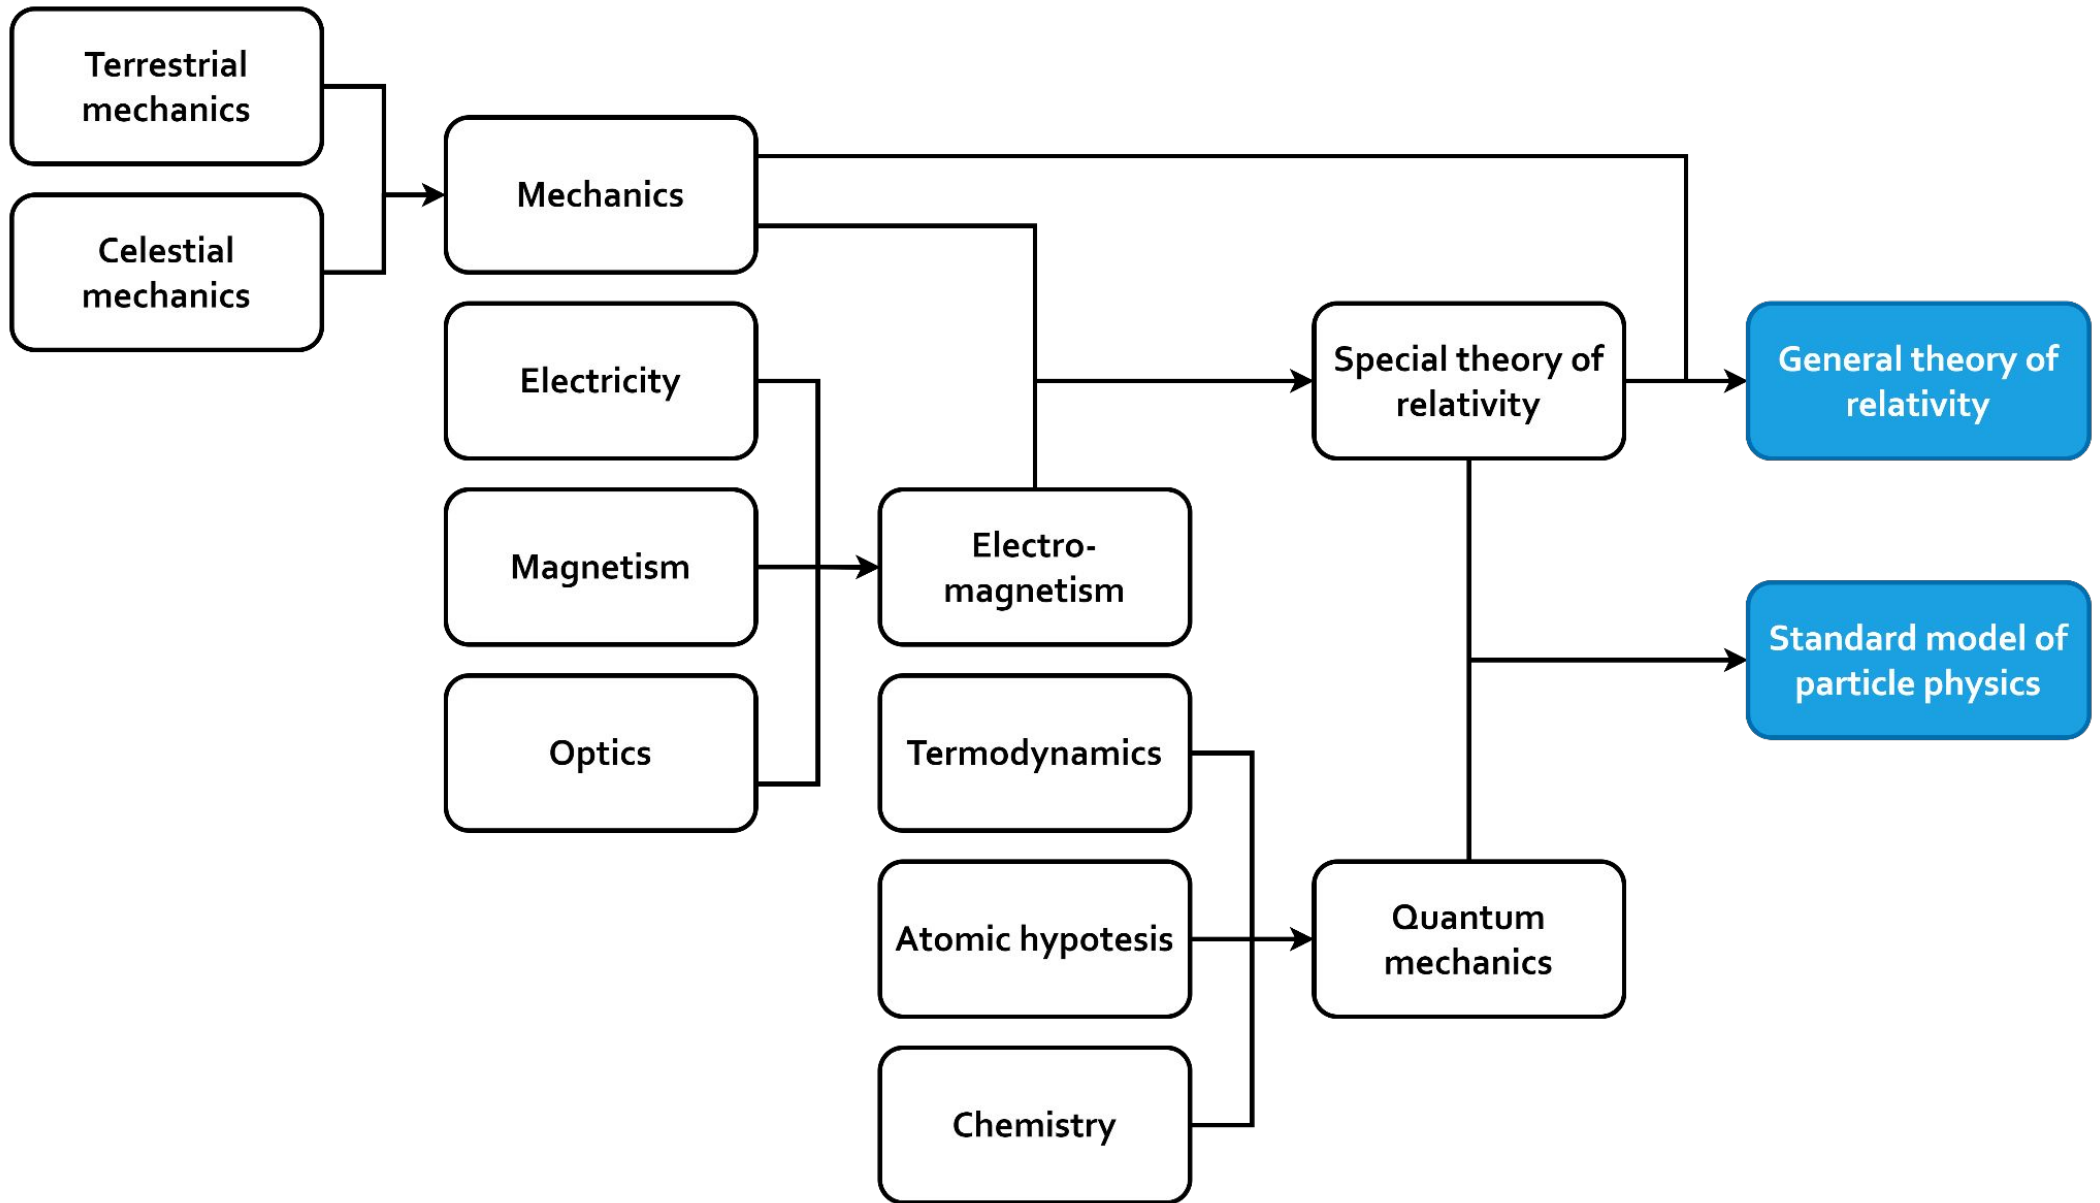 Terrestrial
mechanics
Celestial
mechanics
Mechanics
Electricity
Magnetism
Optics
Electro-
magnetism
Termodynamics
Atomic hypotesis
Chemistry
Special theory of
relativity
Quantum
mechanics
General theory of
relativity
Standard model of
particle physics